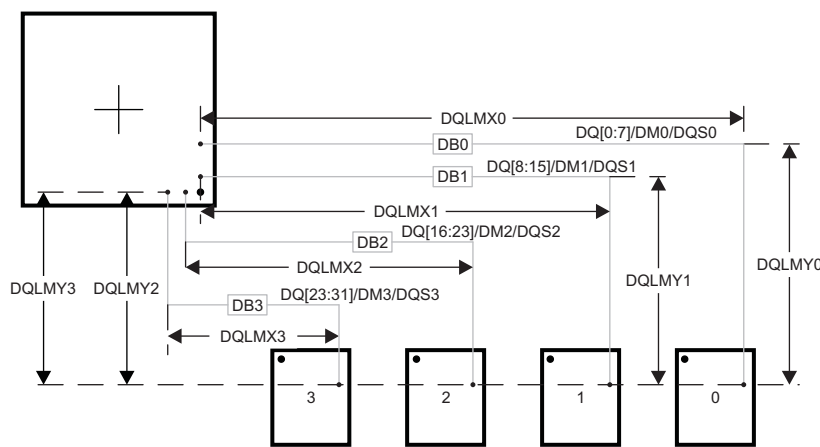 DQLMX0
DQ[0:7]/DM0/DQS0
DB0
DQ[8:15]/DM1/DQS1
DB1
DQLMX1
DQ[16:23]/DM2/DQS2
DB2
DQLMX2
DQLMY0
DQLMY1
DQLMY3
DQLMY2
DQ[23:31]/DM3/DQS3
DB3
DQLMX3
3
2
1
0